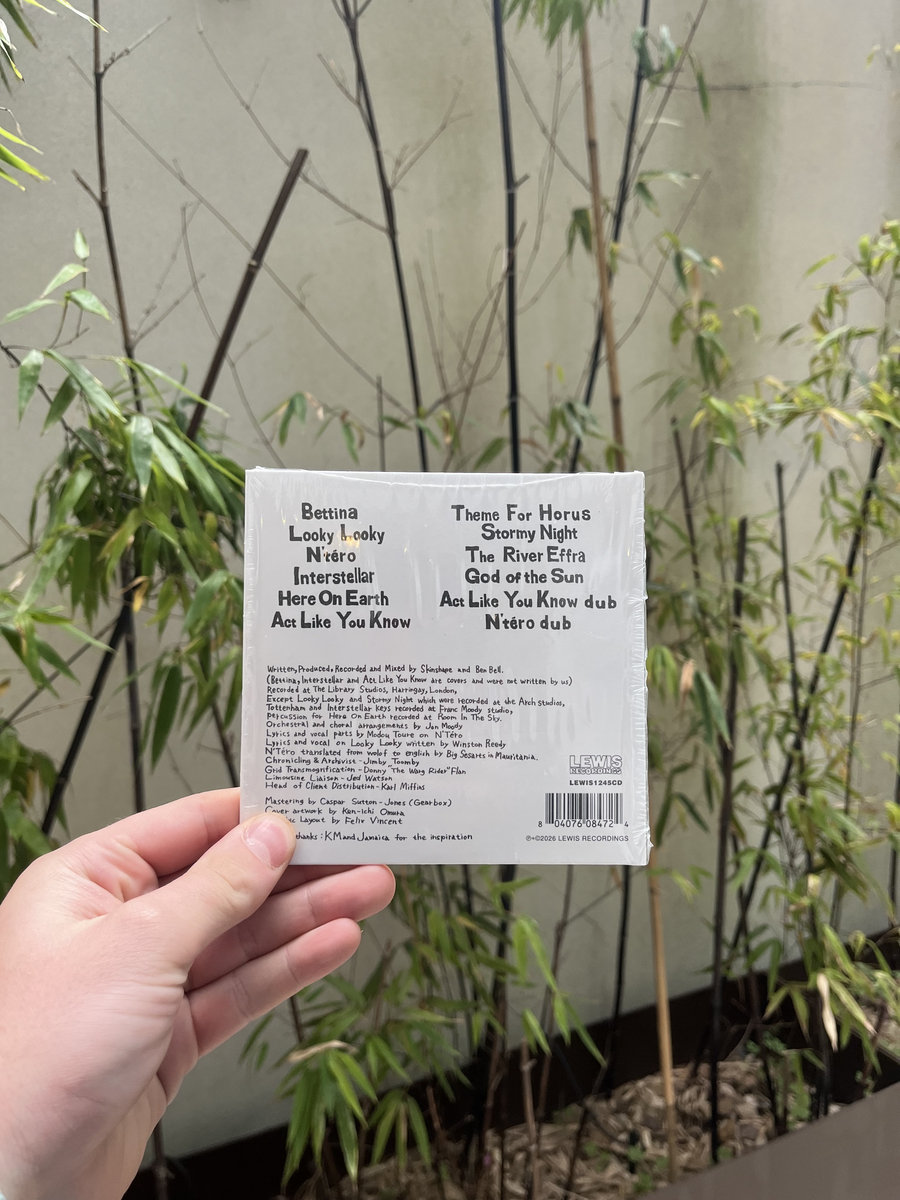 Bettina
Looky Looky
N'téro
Interstellar
Here On Earth
Act Like You Know
Theme For Horus
Stormy Night
The River Effra
God of the Sun
Act Like You Know dub
N'téro dub
Written, Produced, Recorded and Mixed by Skinshape and Ben Bell.
(Bettina, Interstellar and Act Like You Know are covers and were not written by us)
Recorded at The Library Studios, Harringay, London,
Except Looky Looky and Stormy Night which were recorded at the Arch Studios,
Tottenham and Interstellar Keys recorded at Franc Moody studio,
Percussion for Here On Earth recorded at Room In The Sky.
Orchestral and choral arrangements by Jon Moody
Lyrics and vocal parts by Modou Toure on N'Téro
Lyrics and vocal on Looky Looky written by Winston Reedy
N'Téro translated from wolof to english by Big Sesarts in Mauritania.
Chronicling & Archivist - Jimby Toomby
Grid Transmogrification - Donny "The Wang Rider" Flan
Limousine Liaison - Jed Watson
Head of Client Distribution - Karl Miffins
Mastering by Caspar Sutton-Jones (Gearbox)
Cover artwork by Ken-Ichi Omura
Layout by Felix Vincent
thanks: KM and Jamaica for the inspiration
LEWIS
RECORDINGS
LEWIS1245CD
8 04076 08472 4
℗+©2026 LEWIS RECORDINGS